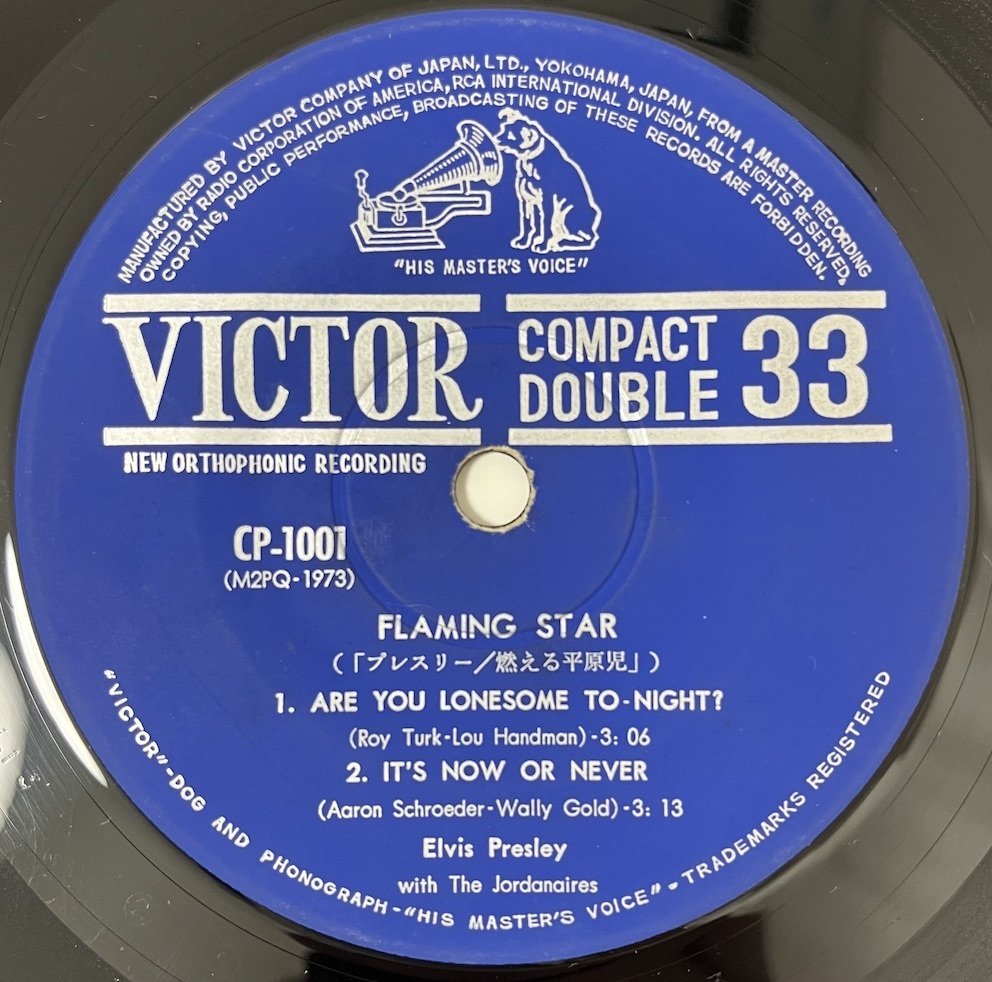 MANUFACTURED BY VICTOR COMPANY OF JAPAN, LTD., YOKOHAMA, JAPAN, FROM A MASTER RECORDING
OWNED BY RADIO CORPORATION OF AMERICA, RCA INTERNATIONAL DIVISION. ALL RIGHTS RESERVED,
COPYING, PUBLIC PERFORMANCE, BROADCASTING OF THESE RECORDS ARE FORBIDDEN.
"HIS MASTER'S VOICE"
VICTOR
COMPACT
DOUBLE
33
NEW ORTHOPHONIC RECORDING
CP-1001
(M2PQ-1973)
FLAMING STAR
(「プレスリー/燃える平原児」)
1. ARE YOU LONESOME TO-NIGHT?
(Roy Turk-Lou Handman)-3: 06
2. IT'S NOW OR NEVER
(Aaron Schroeder-Wally Gold)-3: 13
Elvis Presley
with The Jordanaires
"VICTOR"-DOG AND PHONOGRAPH-"HIS MASTER'S VOICE"-TRADEMARKS REGISTERED